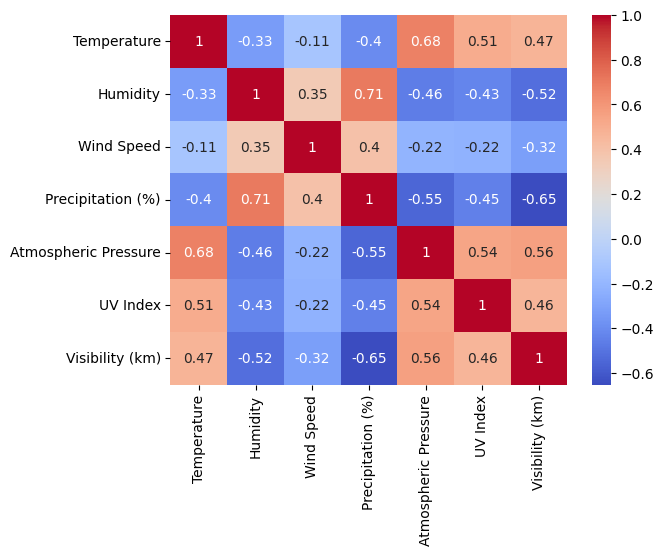 Temperature 1 -0.33 -0.11 -0.4 0.68 0.51 0.47
Humidity -0.33 1 0.35 0.71 -0.46 -0.43 -0.52
Wind Speed -0.11 0.35 1 0.4 -0.22 -0.22 -0.32
Precipitation (%) -0.4 0.71 0.4 1 -0.55 -0.45 -0.65
Atmospheric Pressure 0.68 -0.46 -0.22 -0.55 1 0.54 0.56
UV Index 0.51 -0.43 -0.22 -0.45 0.54 1 0.46
Visibility (km) 0.47 -0.52 -0.32 -0.65 0.56 0.46 1
Temperature
Humidity
Wind Speed
Precipitation (%)
Atmospheric Pressure
UV Index
Visibility (km)
1.0
0.8
0.6
0.4
0.2
0.0
−0.2
−0.4
−0.6